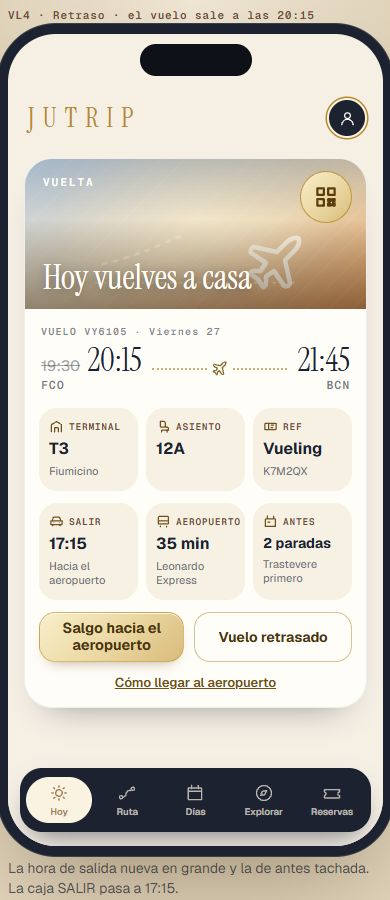 VL4 · Retraso · el vuelo sale a las 20:15
JUTRIP
VUELTA
Hoy vuelves a casa
VUELO VY6105 · Viernes 27
19:30 20:15 21:45
FCO BCN
TERMINAL ASIENTO REF
T3 12A Vueling
Fiumicino K7M2QX
SALIR AEROPUERTO ANTES
17:15 35 min 2 paradas
Hacia el aeropuerto Leonardo Express Trastevere primero
Salgo hacia el aeropuerto Vuelo retrasado
Cómo llegar al aeropuerto
Hoy Ruta Días Explorar Reservas
La hora de salida nueva en grande y la de antes tachada.
La caja SALIR pasa a 17:15.